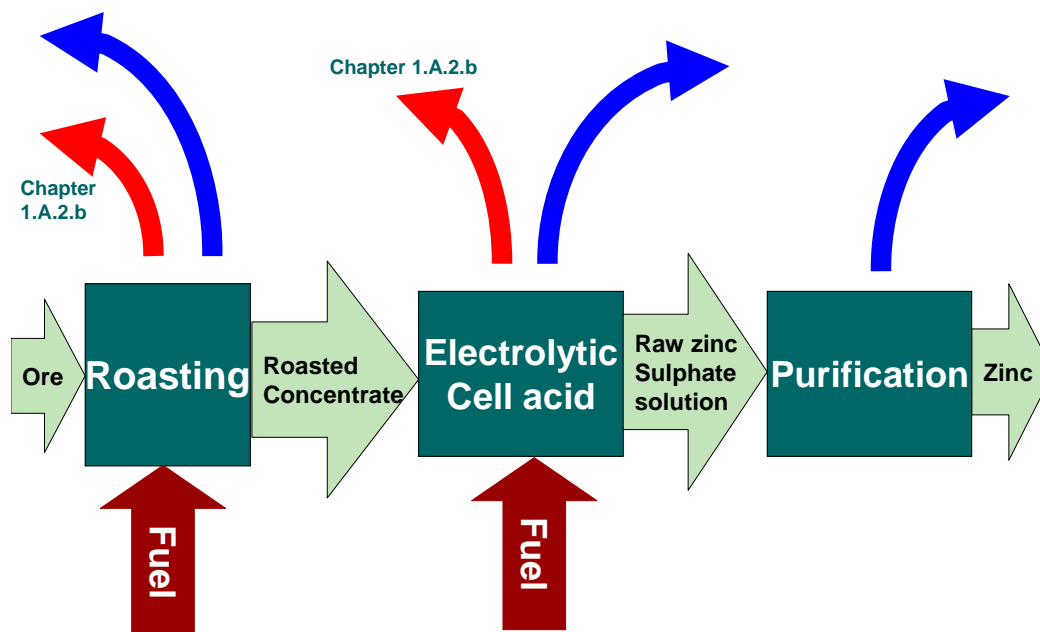 Chapter 1.A.2.b
Chapter
1.A.2.b
Ore
Roasting
Roasted
Concentrate
Electrolytic
Cell acid
Raw zinc
Sulphate
solution
Purification
Zinc
Fuel
Fuel